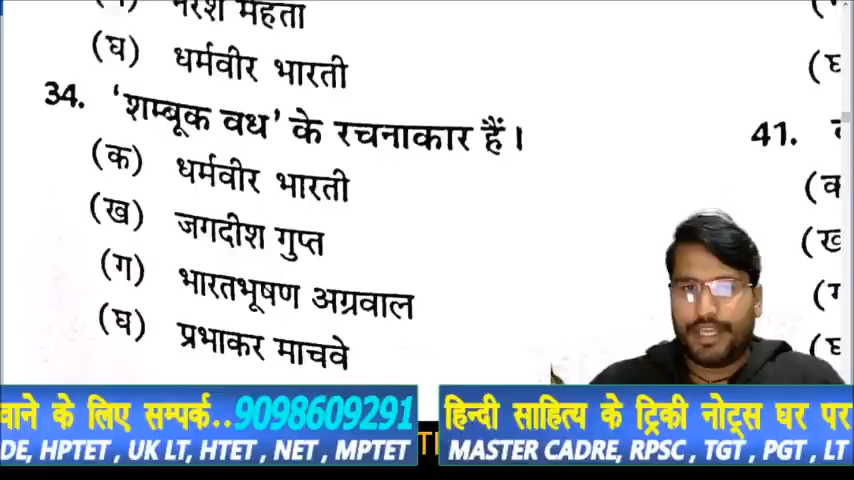 नरेश मेहता
(घ) धर्मवीर भारती
34. 'शम्बूक वध' के रचनाकार हैं।
(क) धर्मवीर भारती
(ख) जगदीश गुप्त
(ग) भारतभूषण अग्रवाल
(घ) प्रभाकर माचवे
41.
(क
(ख
(ग
(घ
वाने के लिए सम्पर्क..9098609291
DE, HPTET , UK LT, HTET , NET , MPTET
हिन्दी साहित्य के ट्रिकी नोट्स घर पर
MASTER CADRE, RPSC , TGT , PGT , LT